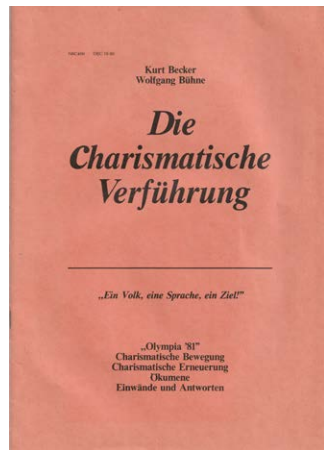 Kurt Becker
Wolfgang Bühne
Die
Charismatische
Verführung
„Ein Volk, eine Sprache, ein Ziel!”
„Olympia '81”
Charismatische Bewegung
Charismatische Erneuerung
Ökumene
Einwände und Antworten